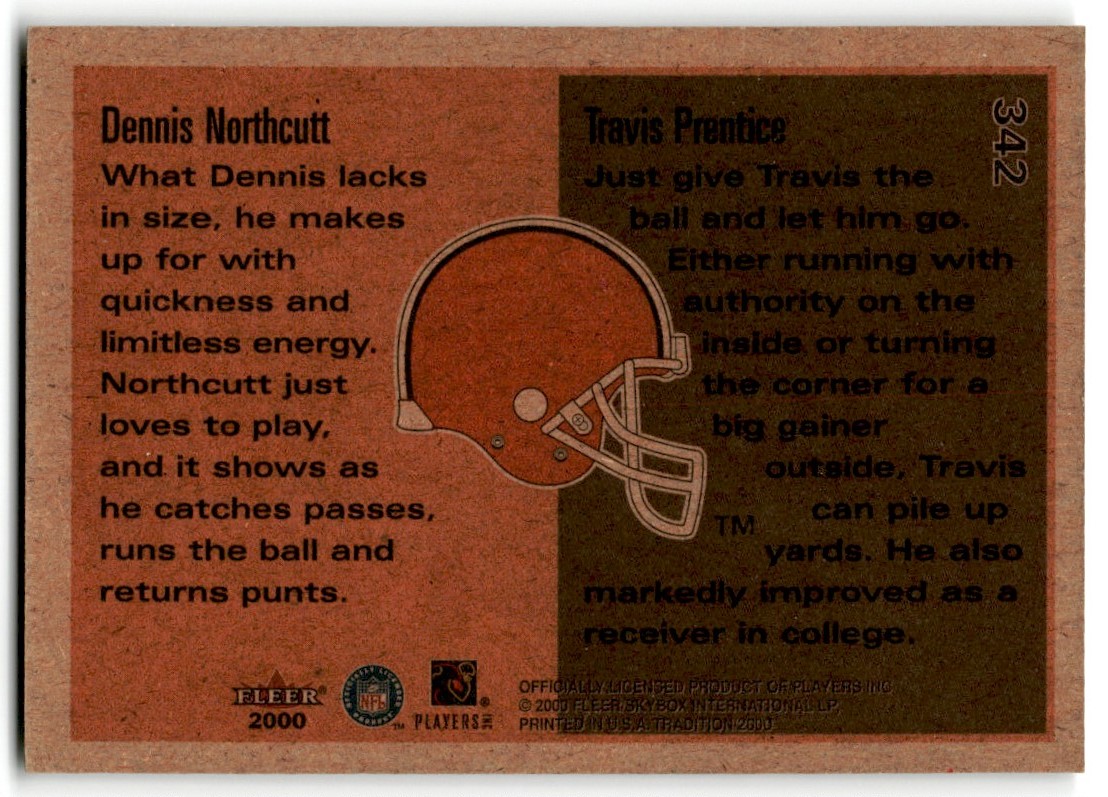 Dennis Northcutt
What Dennis lacks
in size, he makes
up for with
quickness and
limitless energy.
Northcutt just
loves to play,
and it shows as
he catches passes,
runs the ball and
returns punts.
Travis Prentice
Just give Travis the
ball and let him go.
Either running with
authority on the
inside or turning
the corner for a
big gainer
outside, Travis
can pile up
yards. He also
markedly improved as a
receiver in college.
342
TM
FLEER®
2000
NFL
TM
PLAYERS INC
®
OFFICIALLY LICENSED PRODUCT OF PLAYERS INC
© 2000 FLEER SKYBOX INTERNATIONAL LP.
PRINTED IN U.S.A. TRADITION 2000